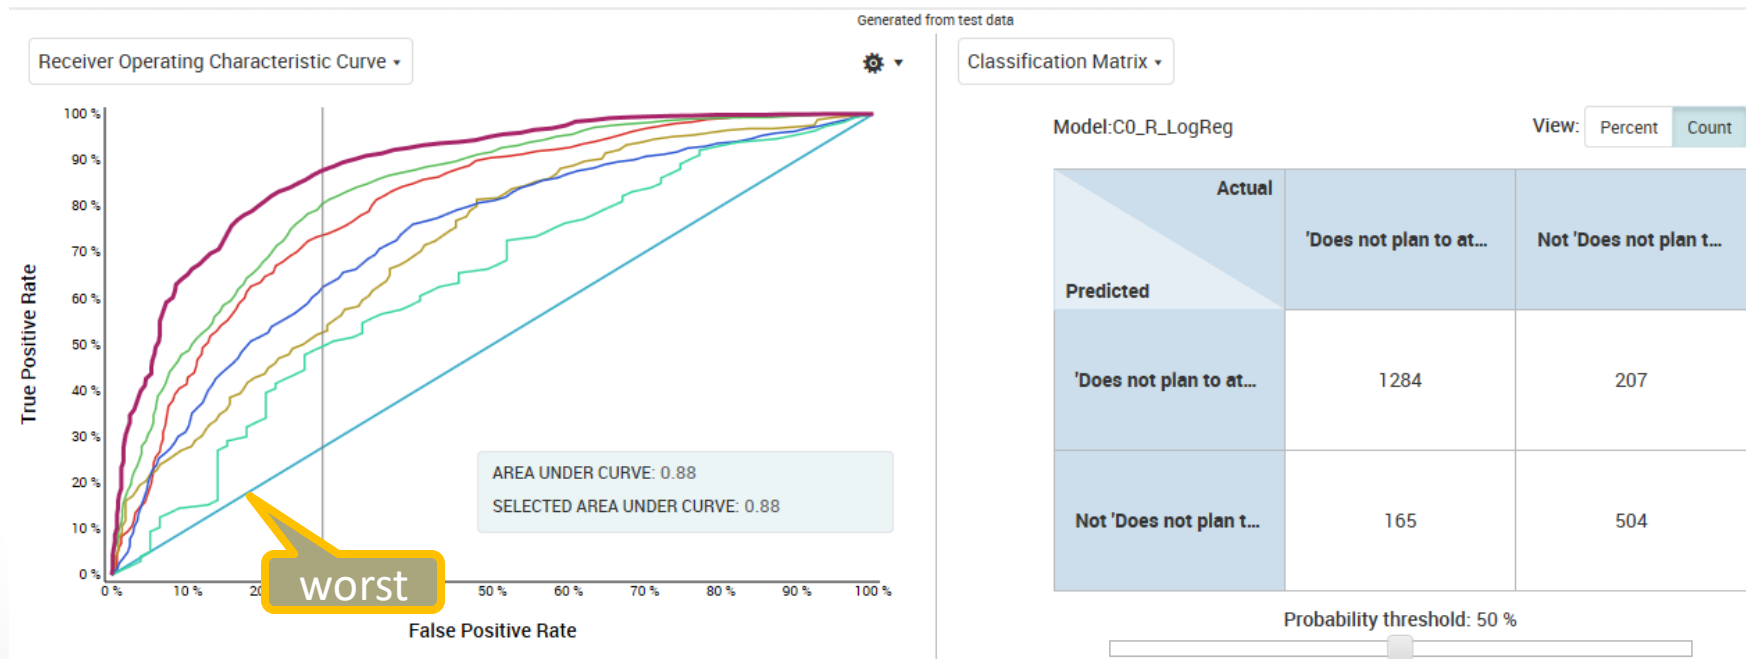 Generated from test data
Receiver Operating Characteristic Curve
Classification Matrix
Model:C0_R_LogReg
View: Percent Count
100 %
90 %
80 %
70 %
60 %
50 %
40 %
30 %
20 %
10 %
0 %
True Positive Rate
AREA UNDER CURVE: 0.88
SELECTED AREA UNDER CURVE: 0.88
worst
0 % 10 % 50 % 60 % 70 % 80 % 90 % 100 %
False Positive Rate
Actual
Predicted
'Does not plan to at... Not 'Does not plan t...
'Does not plan to at... 1284 207
Not 'Does not plan t... 165 504
Probability threshold: 50 %